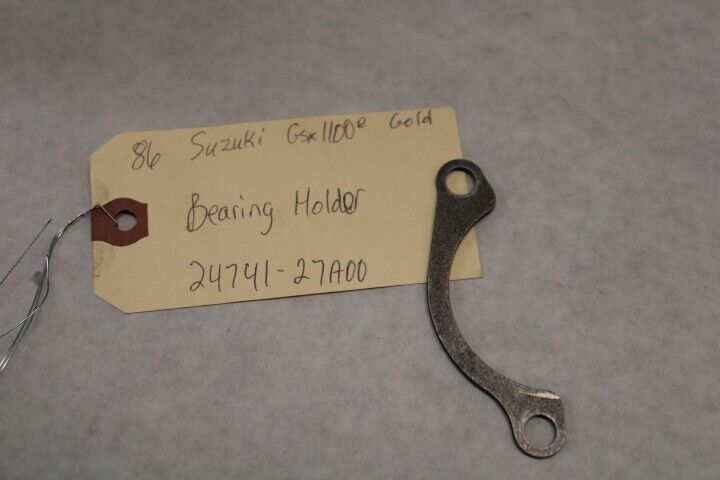 86 Suzuki Gsx1100e Gold
Bearing Holder
24741-27A00